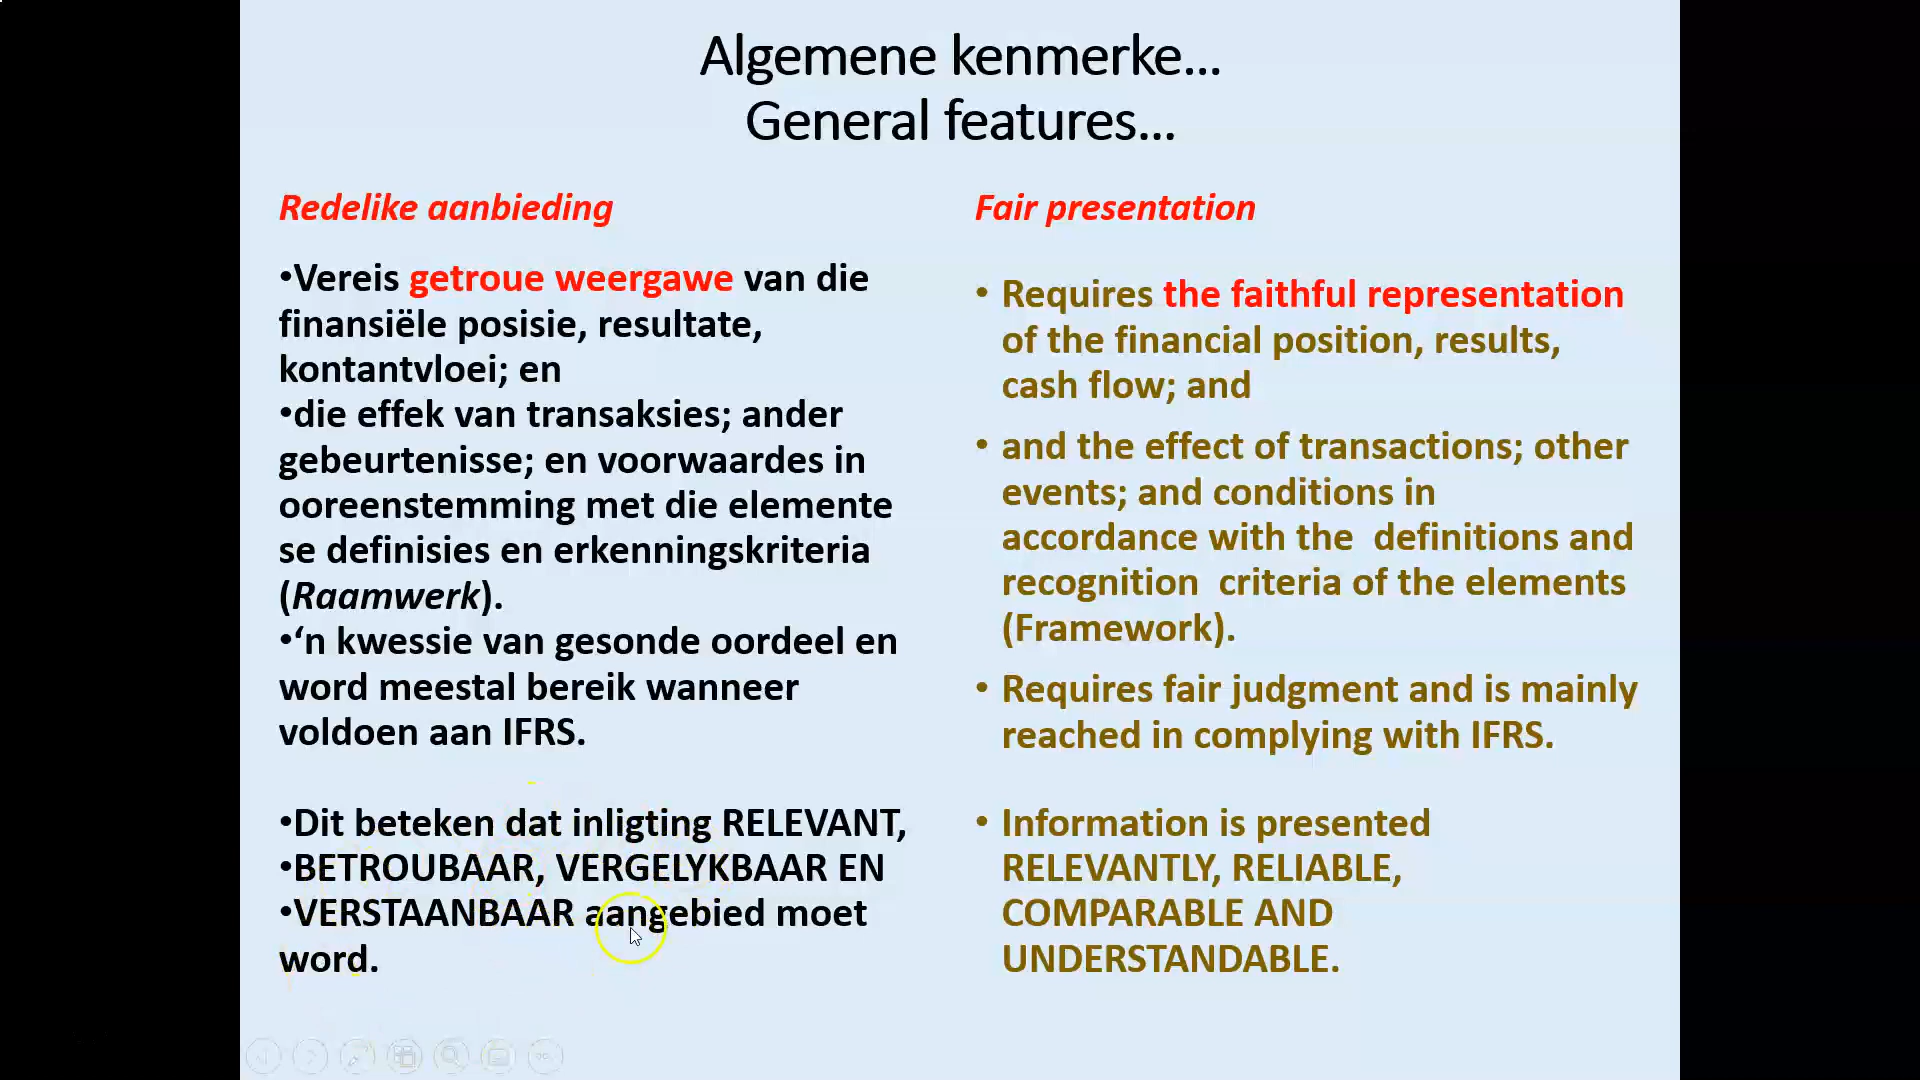 Algemene kenmerke...
General features...
Redelike aanbieding
•Vereis getroue weergawe van die
finansiële posisie, resultate,
kontantvloei; en
•die effek van transaksies; ander
gebeurtenisse; en voorwaardes in
ooreenstemming met die elemente
se definisies en erkenningskriteria
(Raamwerk).
•‘n kwessie van gesonde oordeel en
word meestal bereik wanneer
voldoen aan IFRS.
•Dit beteken dat inligting RELEVANT,
•BETROUBAAR, VERGELYKBAAR EN
•VERSTAANBAAR aangebied moet
word.
Fair presentation
• Requires the faithful representation
of the financial position, results,
cash flow; and
• and the effect of transactions; other
events; and conditions in
accordance with the  definitions and
recognition  criteria of the elements
(Framework).
• Requires fair judgment and is mainly
reached in complying with IFRS.
• Information is presented
RELEVANTLY, RELIABLE,
COMPARABLE AND
UNDERSTANDABLE.